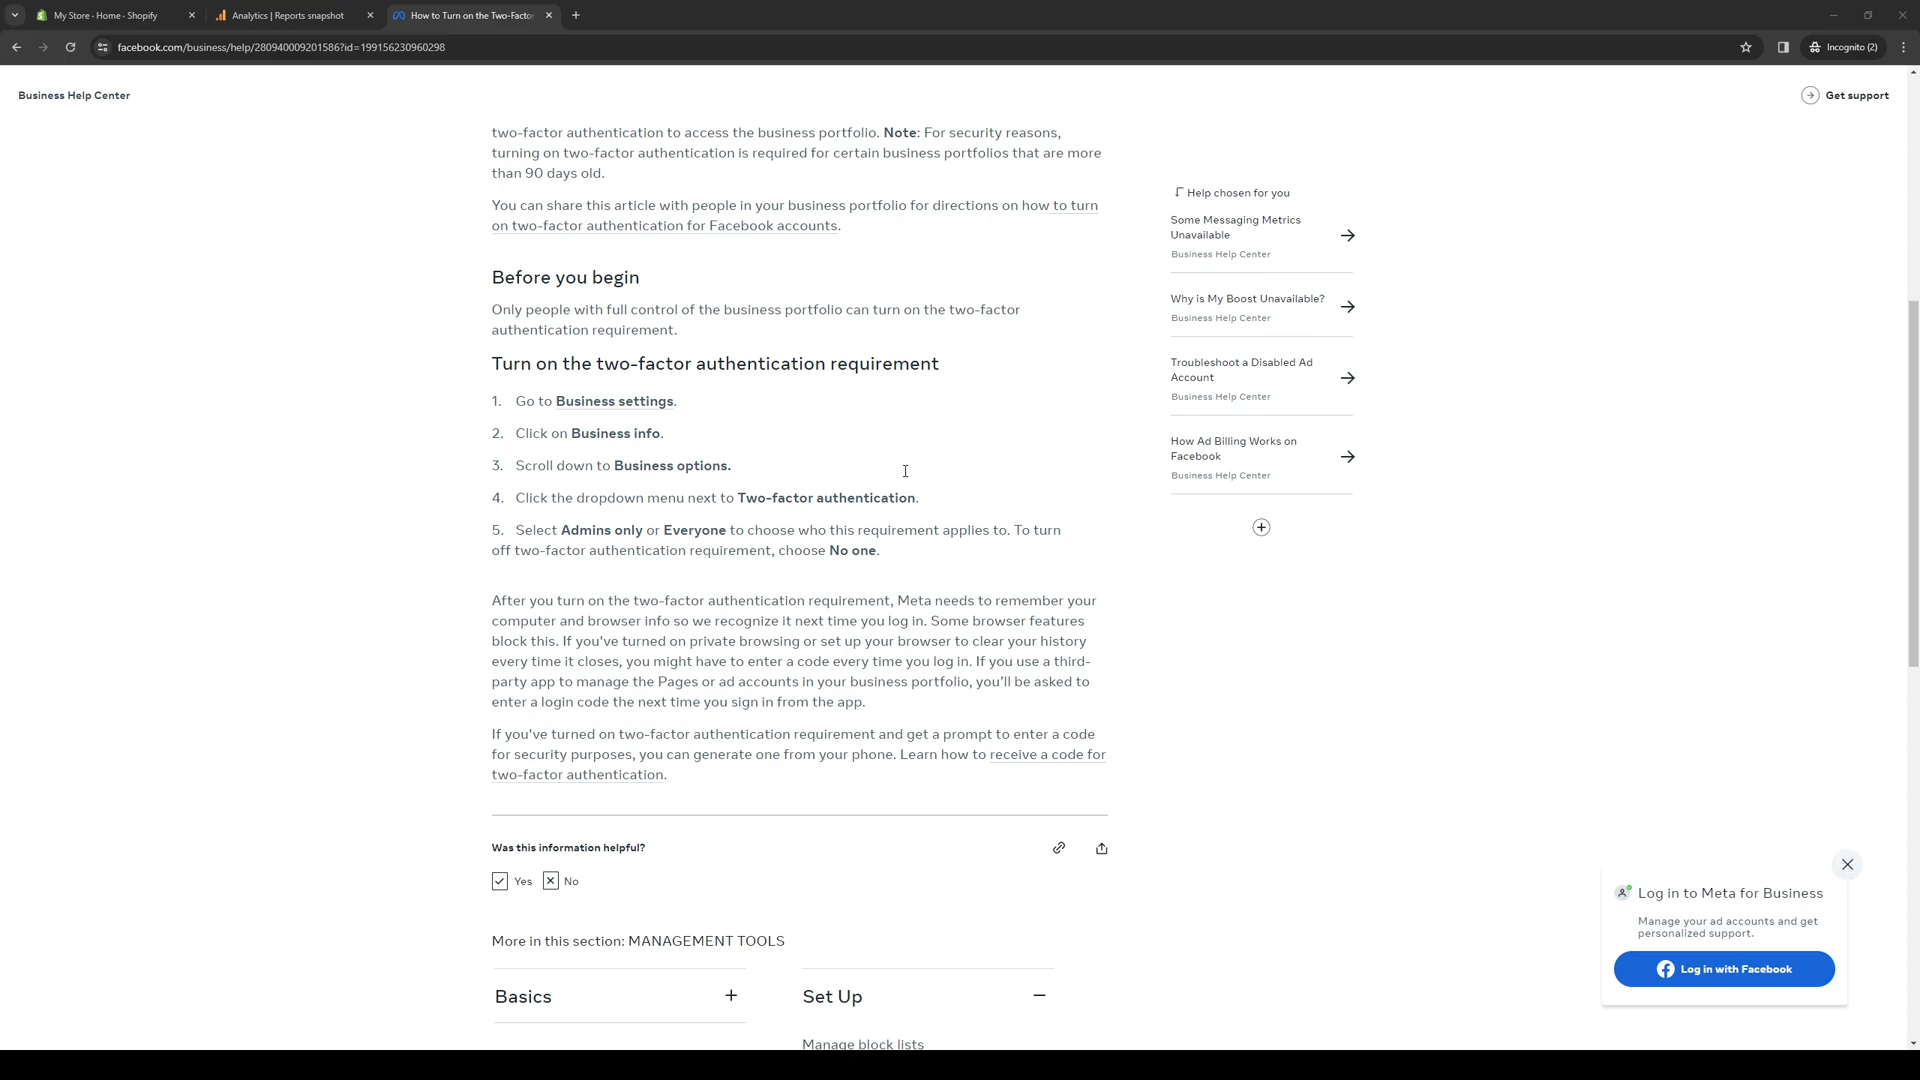 My Store · Home · Shopify
Analytics | Reports snapshot
How to Turn on the Two-Factor
facebook.com/business/help/280940009201586?id=199156230960298
Incognito (2)
Business Help Center
Get support
two-factor authentication to access the business portfolio. Note: For security reasons,
turning on two-factor authentication is required for certain business portfolios that are more
than 90 days old.
You can share this article with people in your business portfolio for directions on how to turn
on two-factor authentication for Facebook accounts.
Before you begin
Only people with full control of the business portfolio can turn on the two-factor
authentication requirement.
Turn on the two-factor authentication requirement
1. Go to Business settings.
2. Click on Business info.
3. Scroll down to Business options.
4. Click the dropdown menu next to Two-factor authentication.
5. Select Admins only or Everyone to choose who this requirement applies to. To turn
off two-factor authentication requirement, choose No one.
After you turn on the two-factor authentication requirement, Meta needs to remember your
computer and browser info so we recognize it next time you log in. Some browser features
block this. If you've turned on private browsing or set up your browser to clear your history
every time it closes, you might have to enter a code every time you log in. If you use a third-
party app to manage the Pages or ad accounts in your business portfolio, you'll be asked to
enter a login code the next time you sign in from the app.
If you've turned on two-factor authentication requirement and get a prompt to enter a code
for security purposes, you can generate one from your phone. Learn how to receive a code for
two-factor authentication.
Was this information helpful?
Yes No
More in this section: MANAGEMENT TOOLS
Basics
Set Up
Manage block lists
Help chosen for you
Some Messaging Metrics
Unavailable
Business Help Center
Why is My Boost Unavailable?
Business Help Center
Troubleshoot a Disabled Ad
Account
Business Help Center
How Ad Billing Works on
Facebook
Business Help Center
Log in to Meta for Business
Manage your ad accounts and get
personalized support.
Log in with Facebook